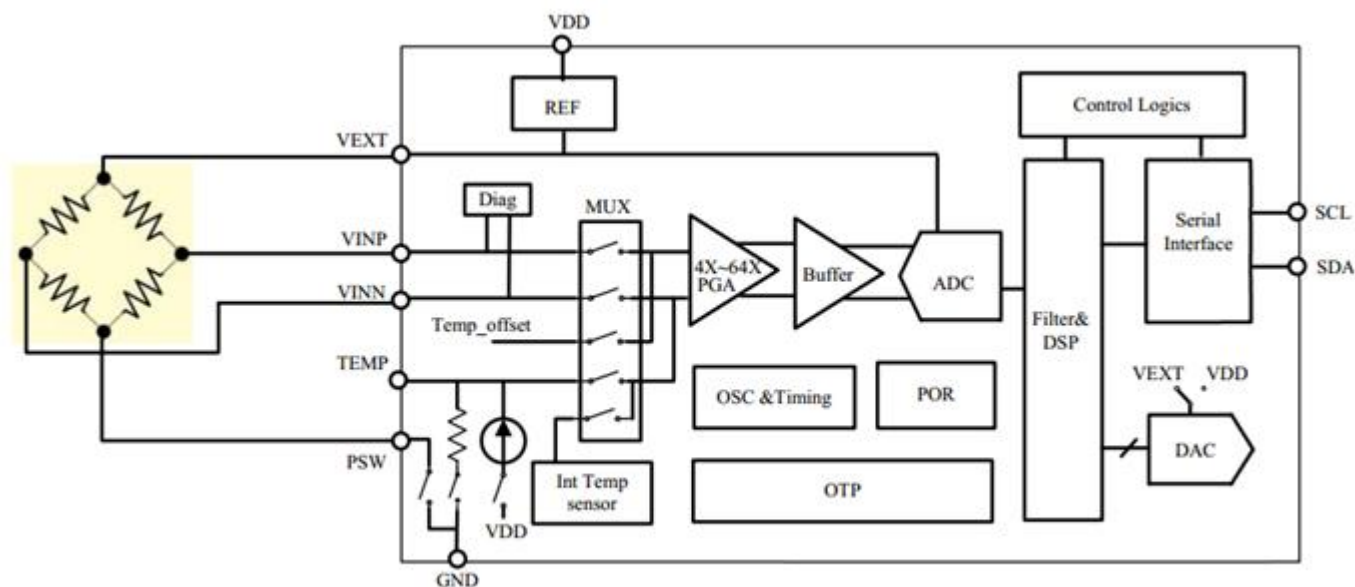 VDD
REF
Control Logics
VEXT
Diag
MUX
VINP
4X~64X
PGA
Buffer
ADC
Serial
Interface
SCL
SDA
VINN
Temp_offset
Filter&
DSP
TEMP
OSC &Timing
POR
VEXT
VDD
DAC
PSW
Int Temp
sensor
OTP
VDD
GND